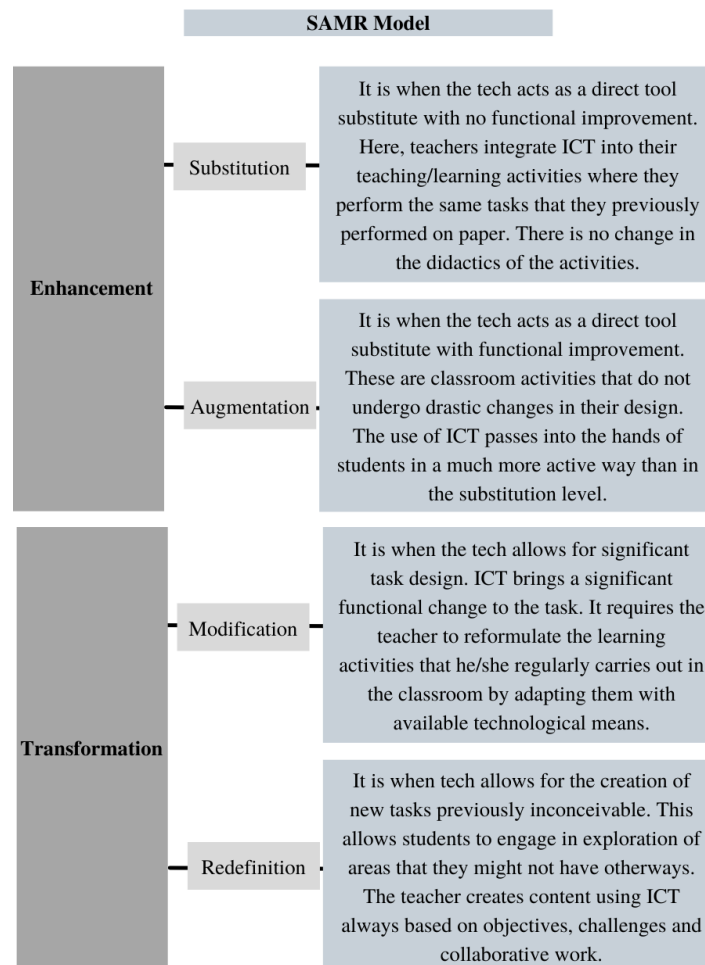 SAMR Model
Enhancement
Substitution
It is when the tech acts as a direct tool
substitute with no functional improvement.
Here, teachers integrate ICT into their
teaching/learning activities where they
perform the same tasks that they previously
performed on paper. There is no change in
the didactics of the activities.
Augmentation
It is when the tech acts as a direct tool
substitute with functional improvement.
These are classroom activities that do not
undergo drastic changes in their design.
The use of ICT passes into the hands of
students in a much more active way than in
the substitution level.
Transformation
Modification
It is when the tech allows for significant
task design. ICT brings a significant
functional change to the task. It requires the
teacher to reformulate the learning
activities that he/she regularly carries out in
the classroom by adapting them with
available technological means.
Redefinition
It is when tech allows for the creation of
new tasks previously inconceivable. This
allows students to engage in exploration of
areas that they might not have otherways.
The teacher creates content using ICT
always based on objectives, challenges and
collaborative work.